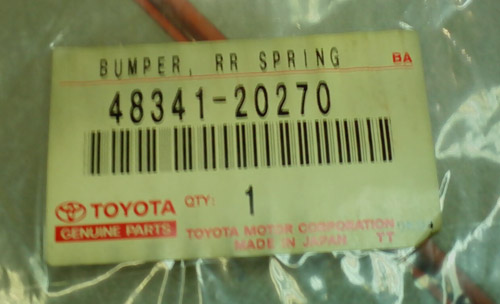 BUMPER, RR SPRING BA
48341-20270
TOYOTA QTY: 1
GENUINE PARTS
TOYOTA MOTOR CORPORATION
MADE IN JAPAN TT